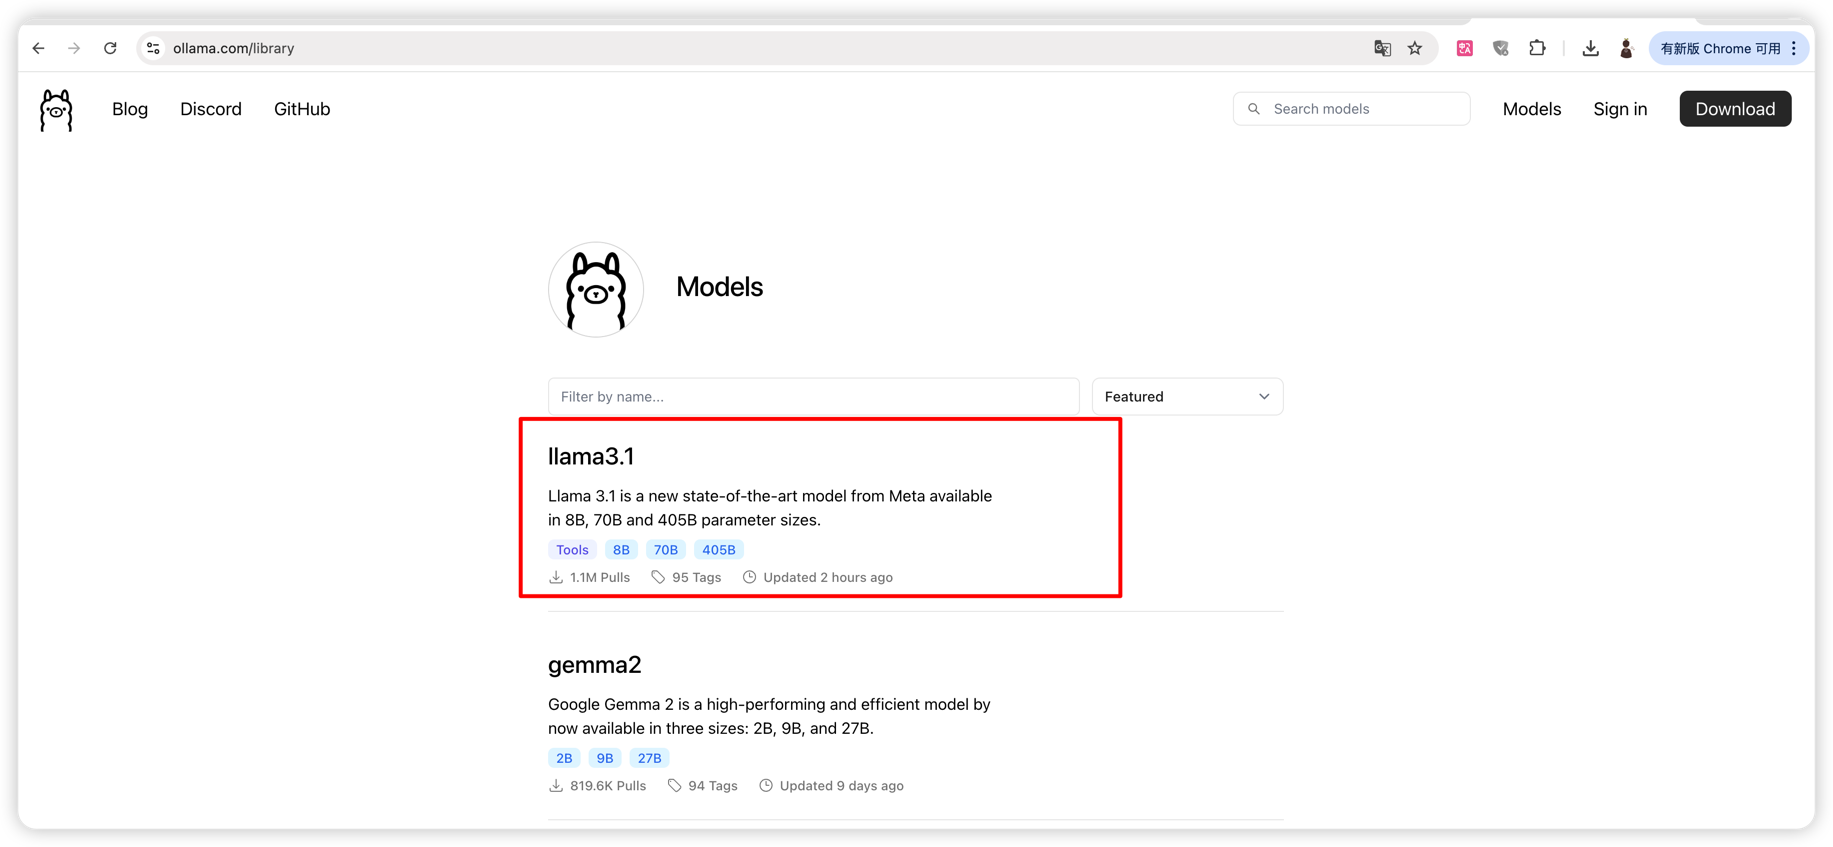 ollama.com/library
有新版 Chrome 可用
Blog Discord GitHub
Search models
Models Sign in Download
Models
Filter by name...
Featured
llama3.1
Llama 3.1 is a new state-of-the-art model from Meta available
in 8B, 70B and 405B parameter sizes.
Tools 8B 70B 405B
1.1M Pulls 95 Tags Updated 2 hours ago
gemma2
Google Gemma 2 is a high-performing and efficient model by
now available in three sizes: 2B, 9B, and 27B.
2B 9B 27B
819.6K Pulls 94 Tags Updated 9 days ago